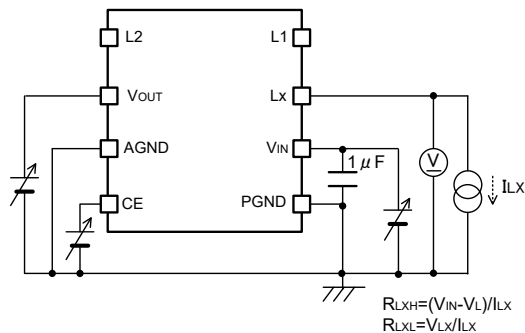 L2 L1
VOUT Lx
AGND VIN
1μF
CE PGND
V
ILX
RLXH=(VIN-VL)/ILX
RLXL=VLX/ILX